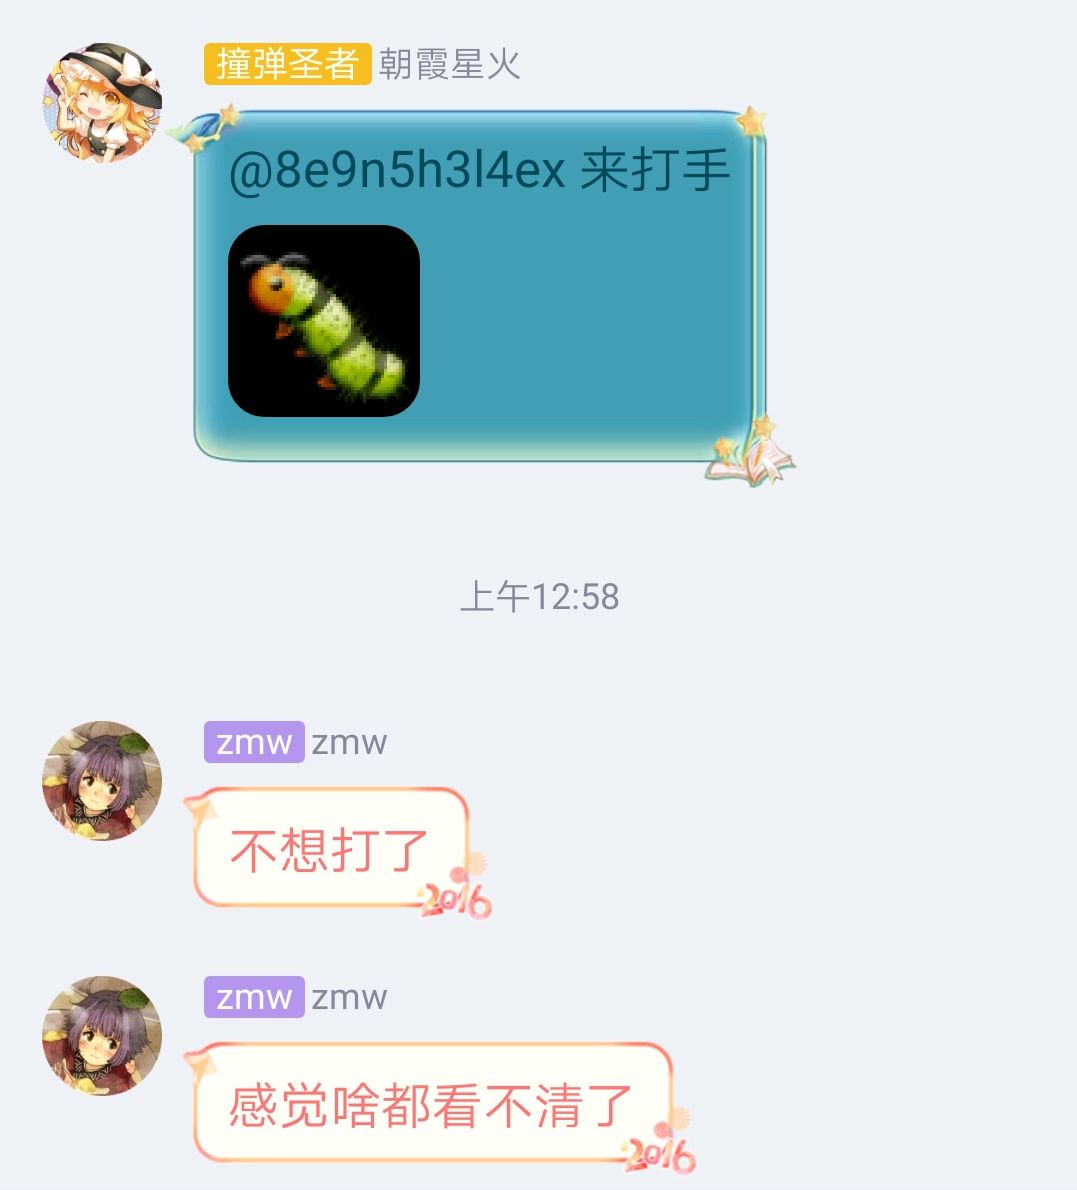 撞弹圣者 朝霞星火
@8e9n5h3l4ex 来打手
上午12:58
zmw zmw
不想打了
2016
zmw zmw
感觉啥都看不清了
2016